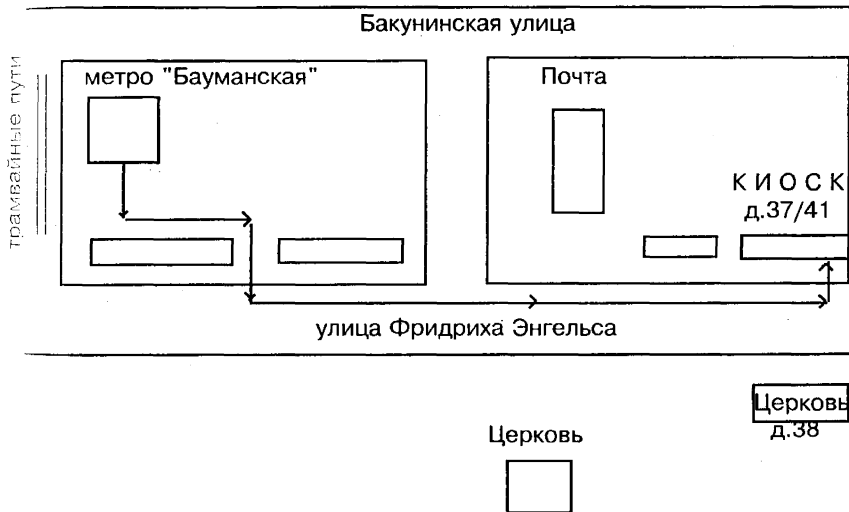 Бакунинская улица
трамвайные пути
метро "Бауманская"
Почта
КИОСК
д.37/41
улица Фридриха Энгельса
Церковь
д.38
Церковь